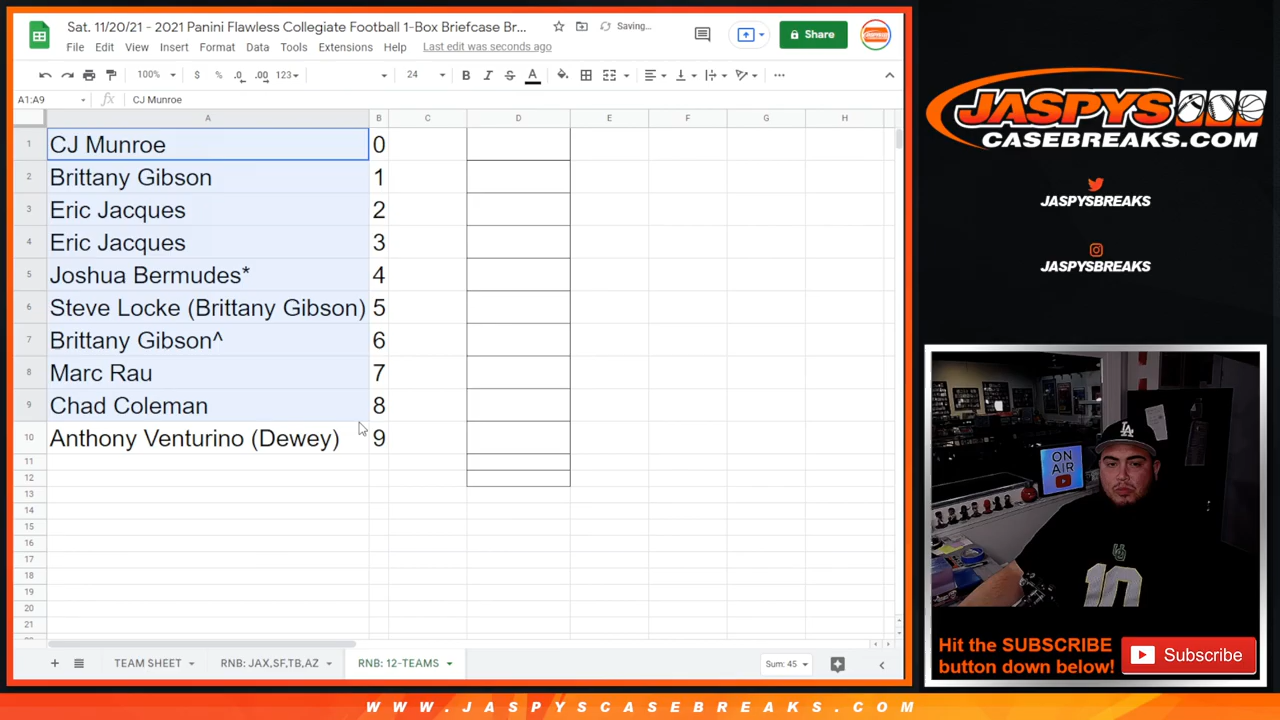 Sat. 11/20/21 - 2021 Panini Flawless Collegiate Football 1-Box Briefcase Br...
Saving...
Share
File Edit View Insert Format Data Tools Extensions Help Last edit was seconds ago
100% $ % .0 .00 123 24 B I S A
A1:A9 fx CJ Munroe
A B C D E F G H
1 CJ Munroe 0
2 Brittany Gibson 1
3 Eric Jacques 2
4 Eric Jacques 3
5 Joshua Bermudes* 4
6 Steve Locke (Brittany Gibson) 5
7 Brittany Gibson^ 6
8 Marc Rau 7
9 Chad Coleman 8
10 Anthony Venturino (Dewey) 9
11
12
13
14
15
16
17
18
19
20
21
TEAM SHEET RNB: JAX,SF,TB,AZ RNB: 12-TEAMS Sum: 45
JASPYS
CASEBREAKS.COM
JASPYSBREAKS
JASPYSBREAKS
LA
ON
AIR
10
Hit the SUBSCRIBE
button down below!
Subscribe
WWW.JASPYSCASEBREAKS.COM